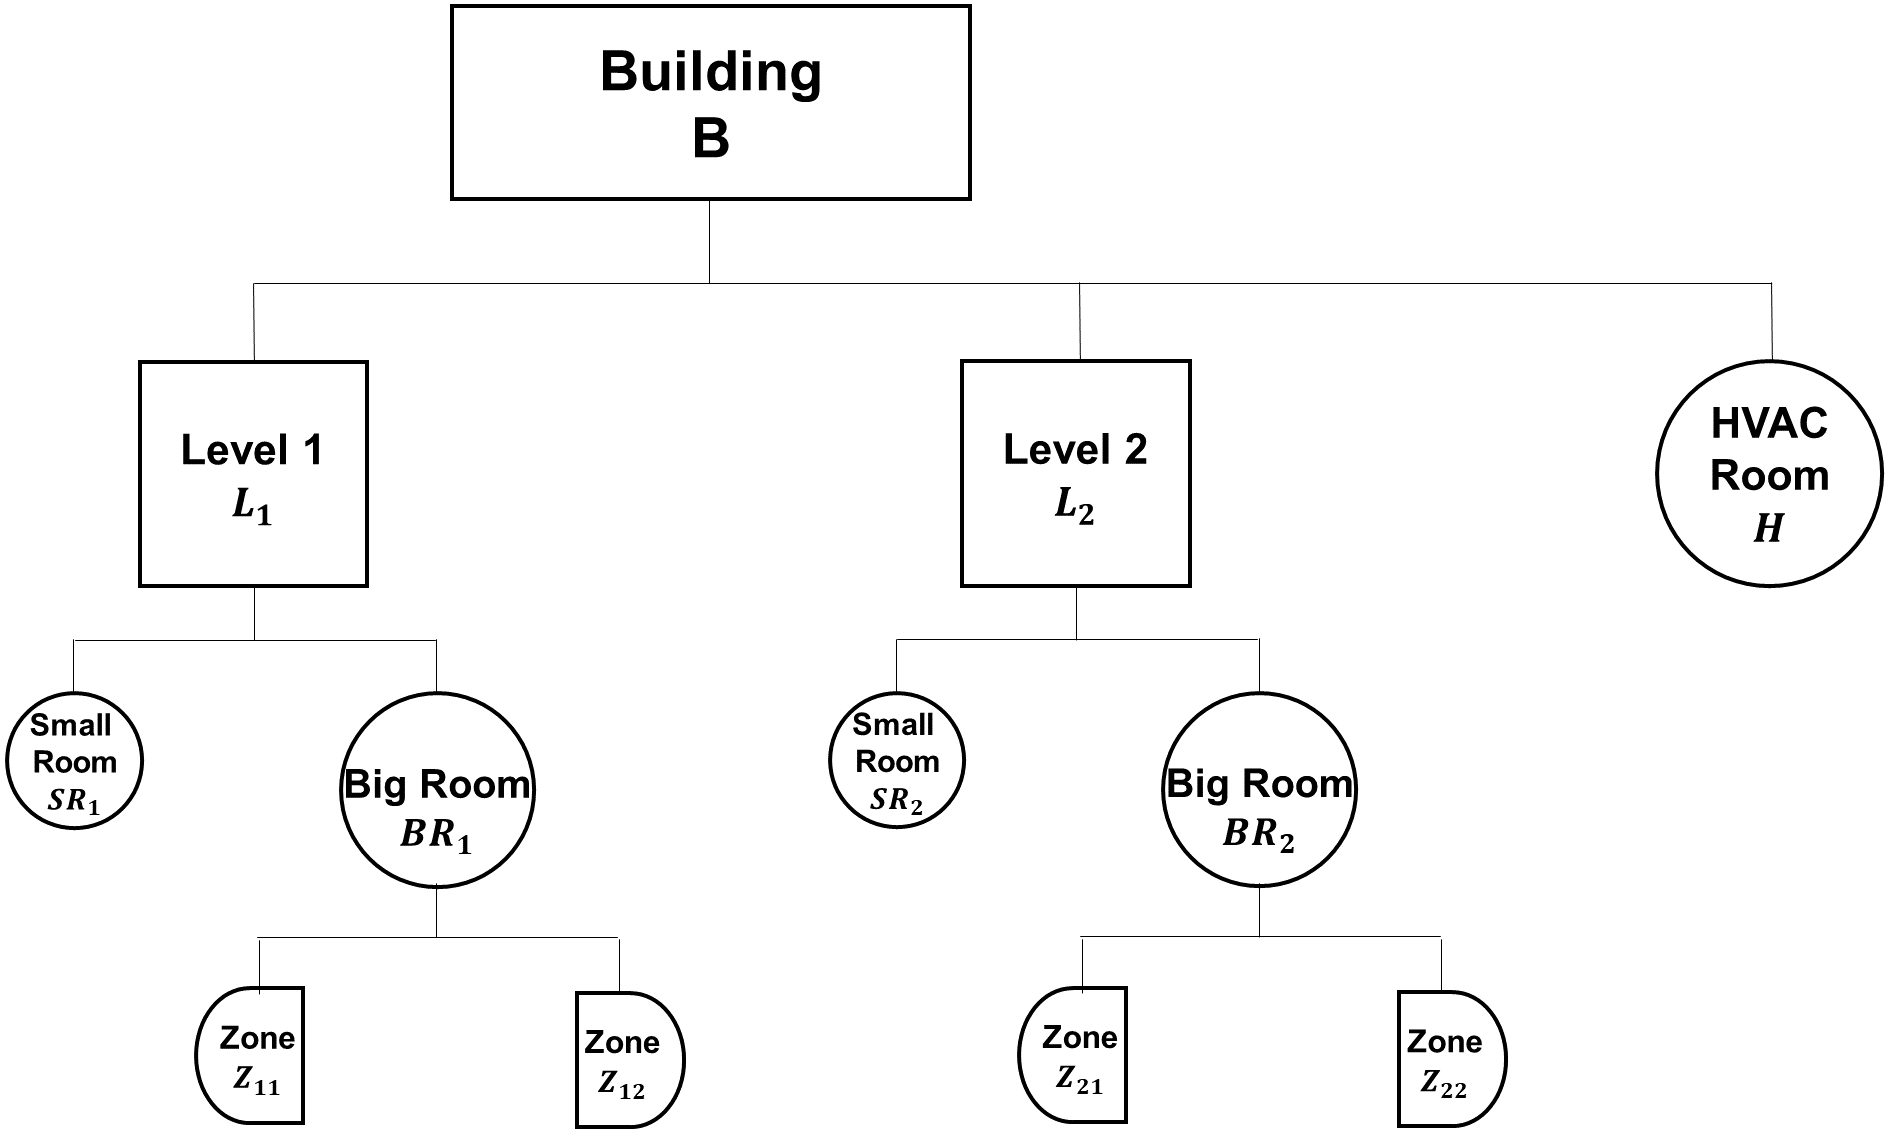 Building
B
Level 1
L₁
Level 2
L₂
HVAC
Room
H
Small
Room
SR₁
Big Room
BR₁
Small
Room
SR₂
Big Room
BR₂
Zone
Z₁₁
Zone
Z₁₂
Zone
Z₂₁
Zone
Z₂₂